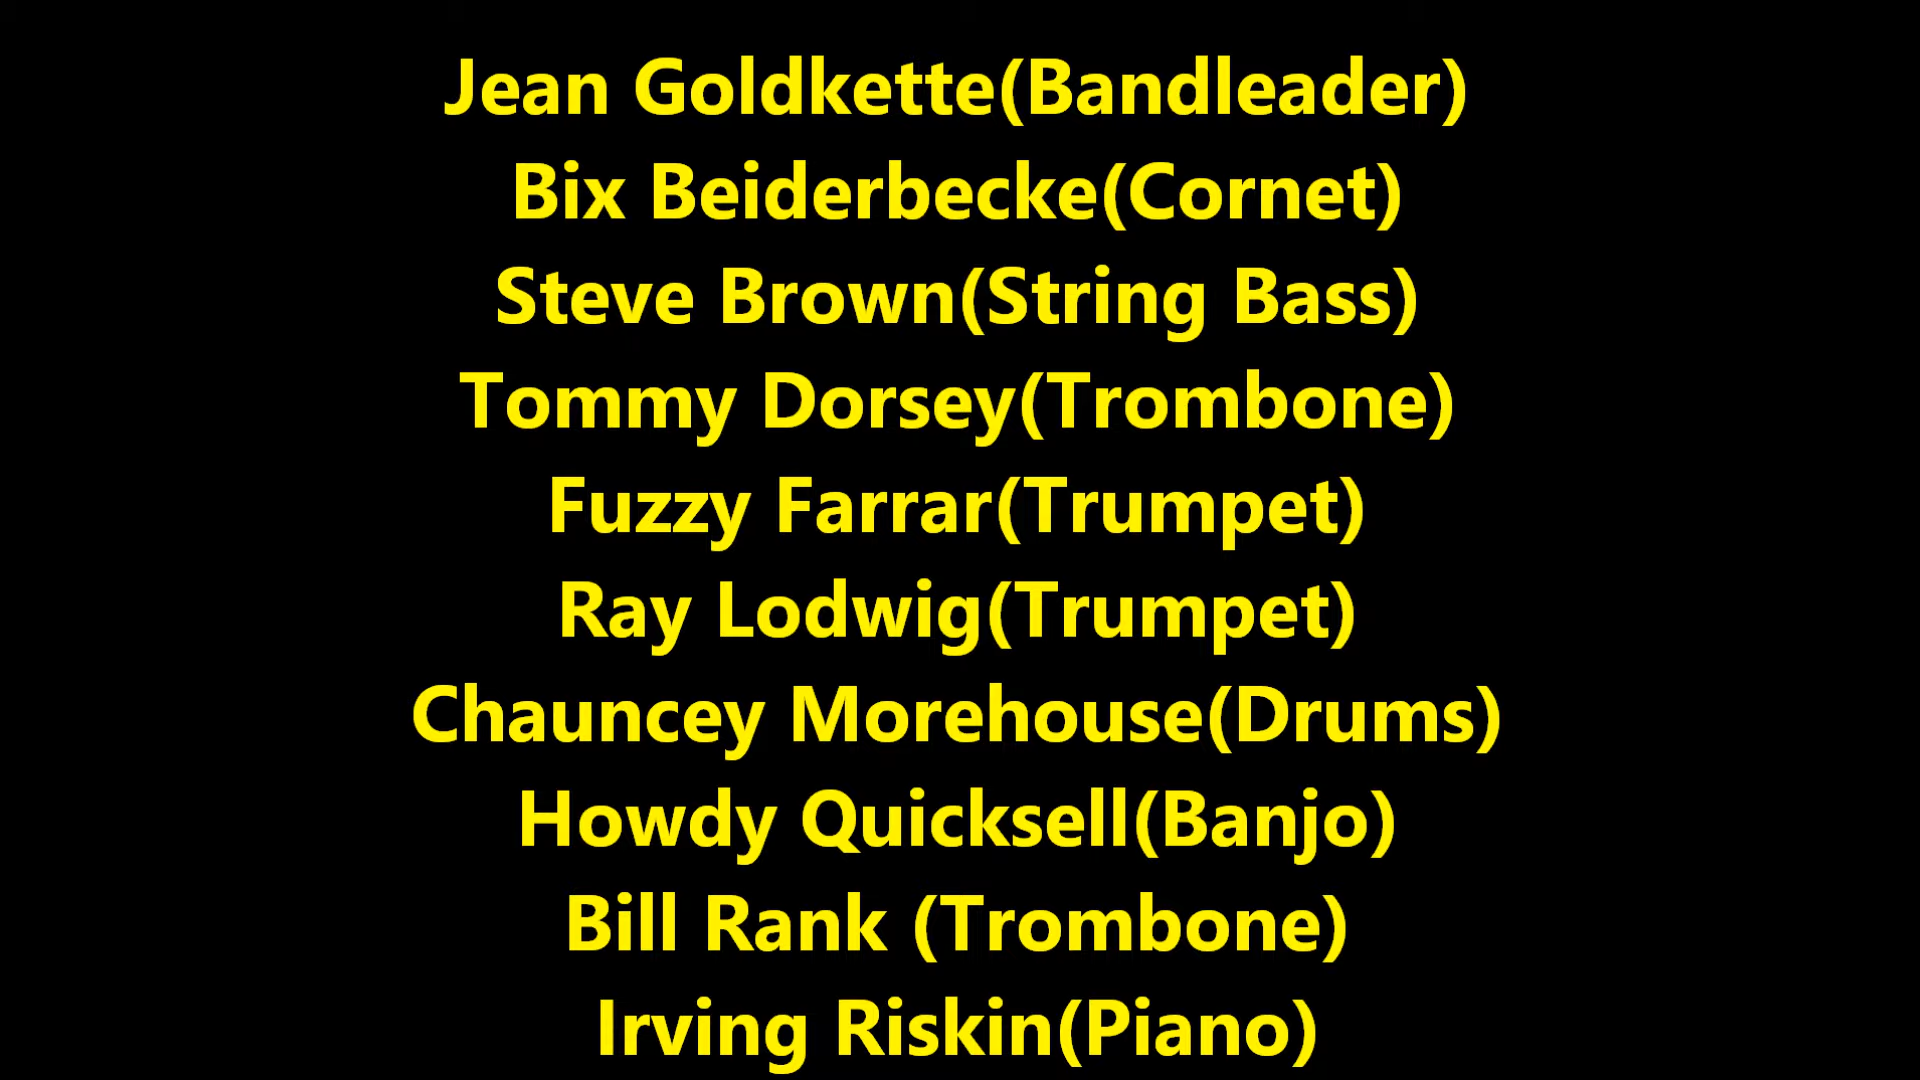 Jean Goldkette(Bandleader)
Bix Beiderbecke(Cornet)
Steve Brown(String Bass)
Tommy Dorsey(Trombone)
Fuzzy Farrar(Trumpet)
Ray Lodwig(Trumpet)
Chauncey Morehouse(Drums)
Howdy Quicksell(Banjo)
Bill Rank (Trombone)
Irving Riskin(Piano)